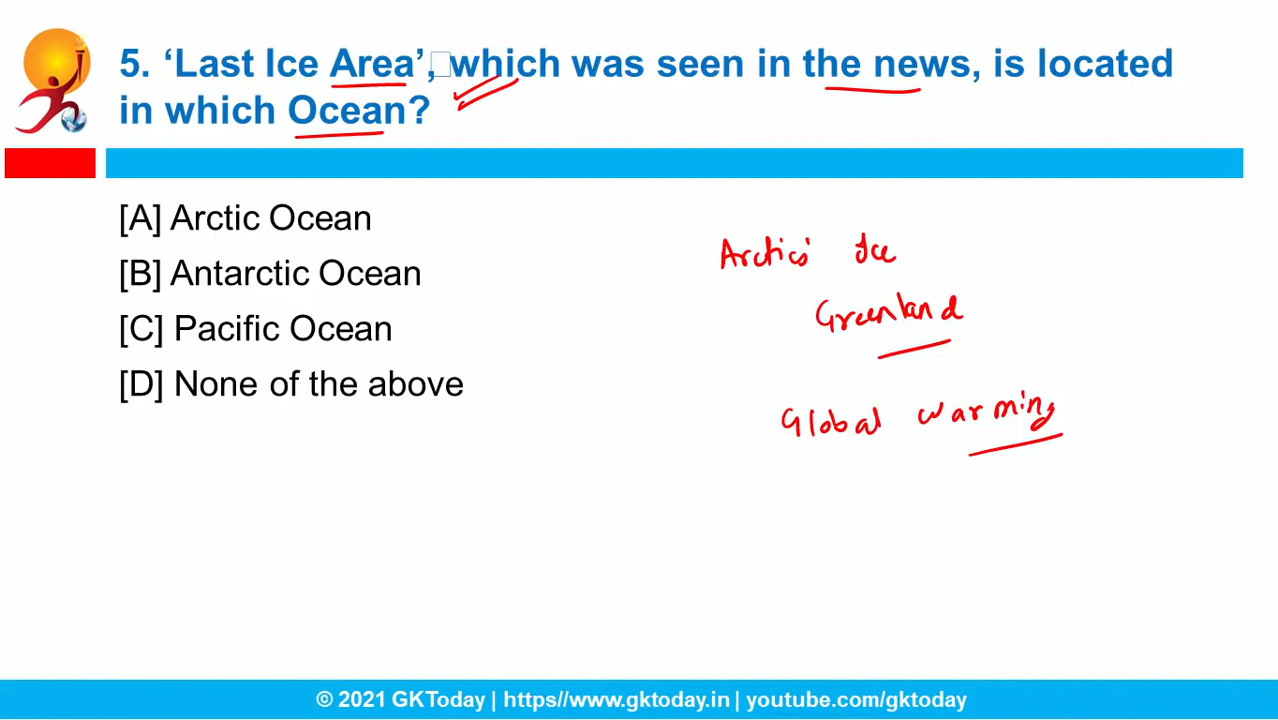 5. ‘Last Ice Area’, which was seen in the news, is located
in which Ocean?
[A] Arctic Ocean
[B] Antarctic Ocean
[C] Pacific Ocean
[D] None of the above
Arctics' Ice
Greenland
Global warming
© 2021 GKToday | https//www.gktoday.in | youtube.com/gktoday